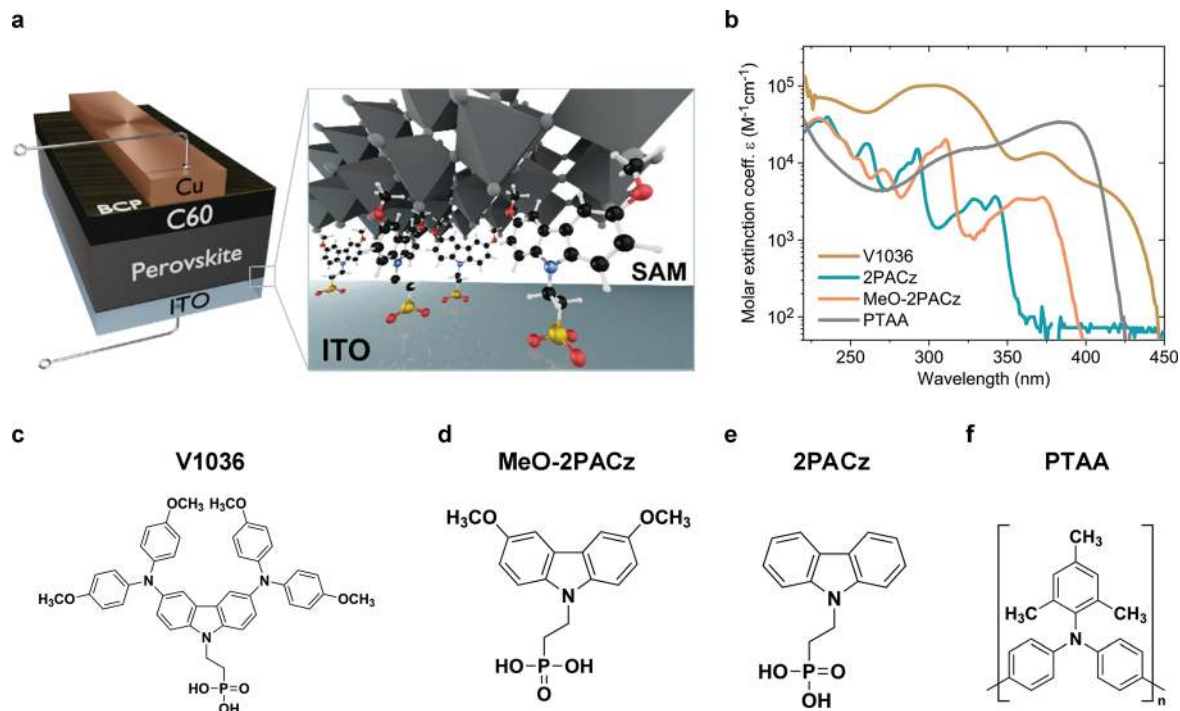 a
Cu
BCP
C60
Perovskite
ITO
SAM
ITO
b
Molar extinction coeff. ε (M⁻¹cm⁻¹)
10⁵
10⁴
10³
10²
V1036
2PACz
MeO-2PACz
PTAA
250 300 350 400 450
Wavelength (nm)
c
V1036
OCH₃ H₃CO
H₃CO OCH₃
N N
N
HO-P=O
OH
d
MeO-2PACz
H₃CO OCH₃
N
HO-P-OH
O
e
2PACz
N
HO-P=O
OH
f
PTAA
CH₃
H₃C CH₃
N
n